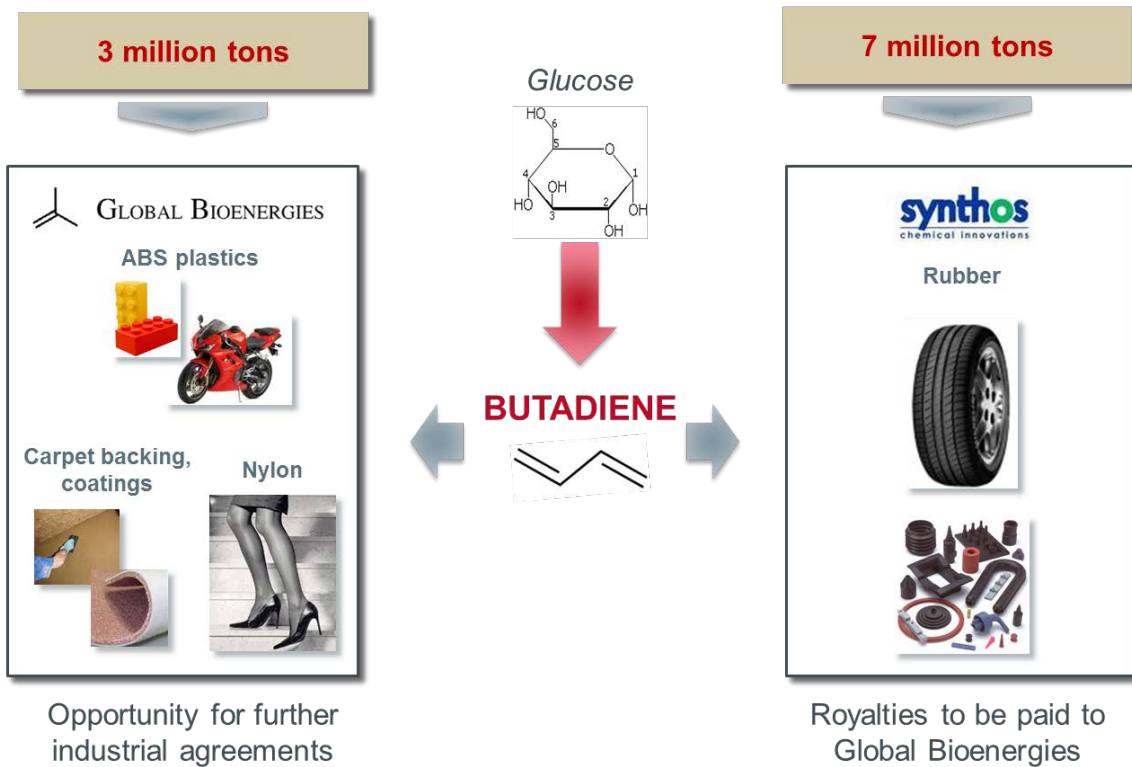 3 million tons
GLOBAL BIOENERGIES
ABS plastics
Carpet backing,
coatings
Nylon
Opportunity for further
industrial agreements
Glucose
HO
6
5
O
4
1
OH
HO
3
2
OH
OH
BUTADIENE
7 million tons
synthos
chemical innovations
Rubber
Royalties to be paid to
Global Bioenergies